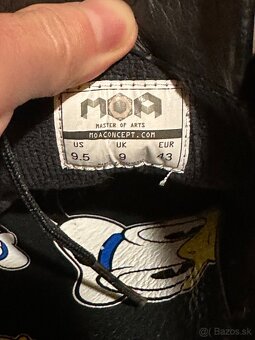 MOA
MASTER OF ARTS
MOACONCEPT.COM
US UK EUR
9.5 9 43
Bazos.sk